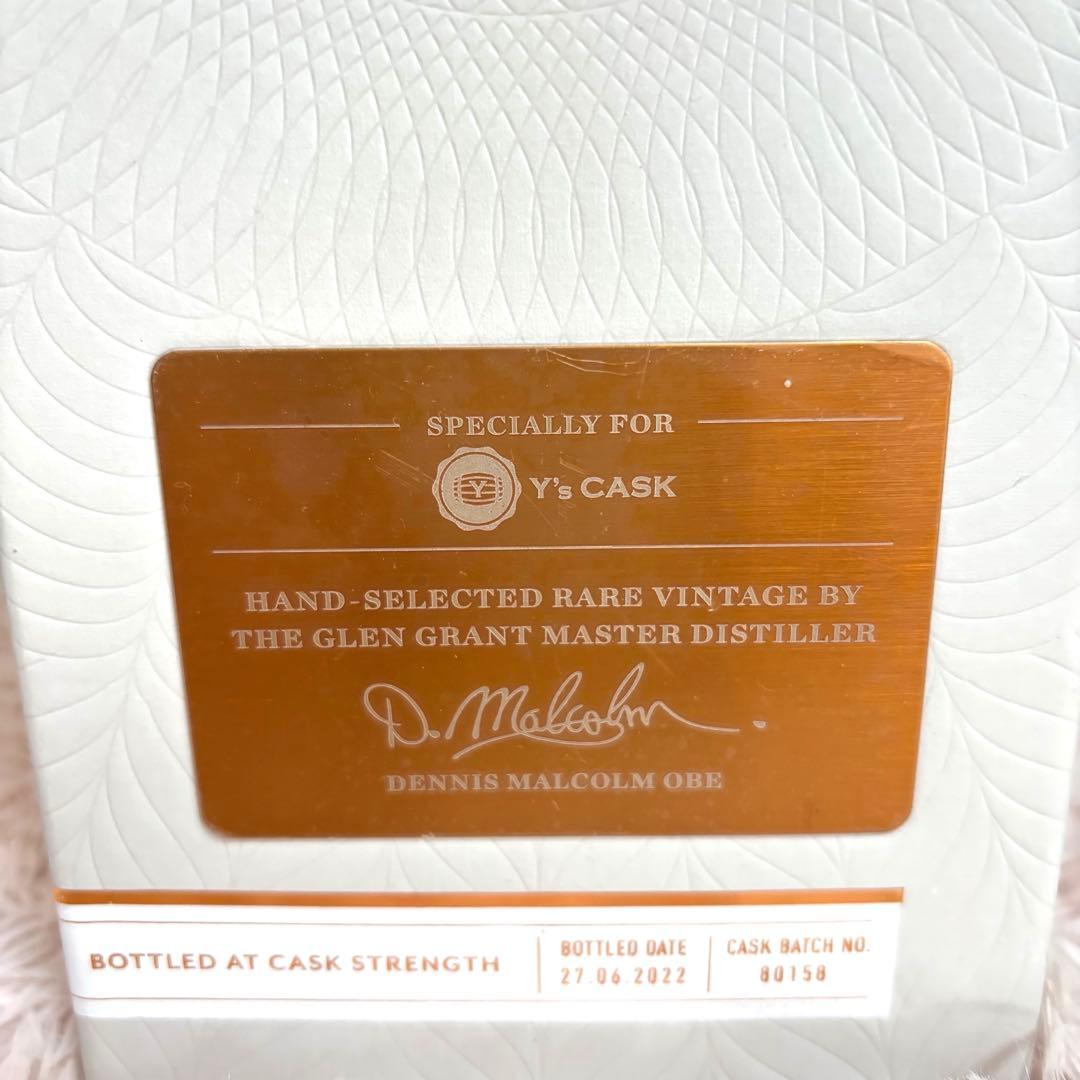 SPECIALLY FOR
Y
Y's CASK
HAND-SELECTED RARE VINTAGE BY
THE GLEN GRANT MASTER DISTILLER
D. Malcolm
DENNIS MALCOLM OBE
BOTTLED AT CASK STRENGTH
BOTTLED DATE
27.06.2022
CASK BATCH NO.
80158